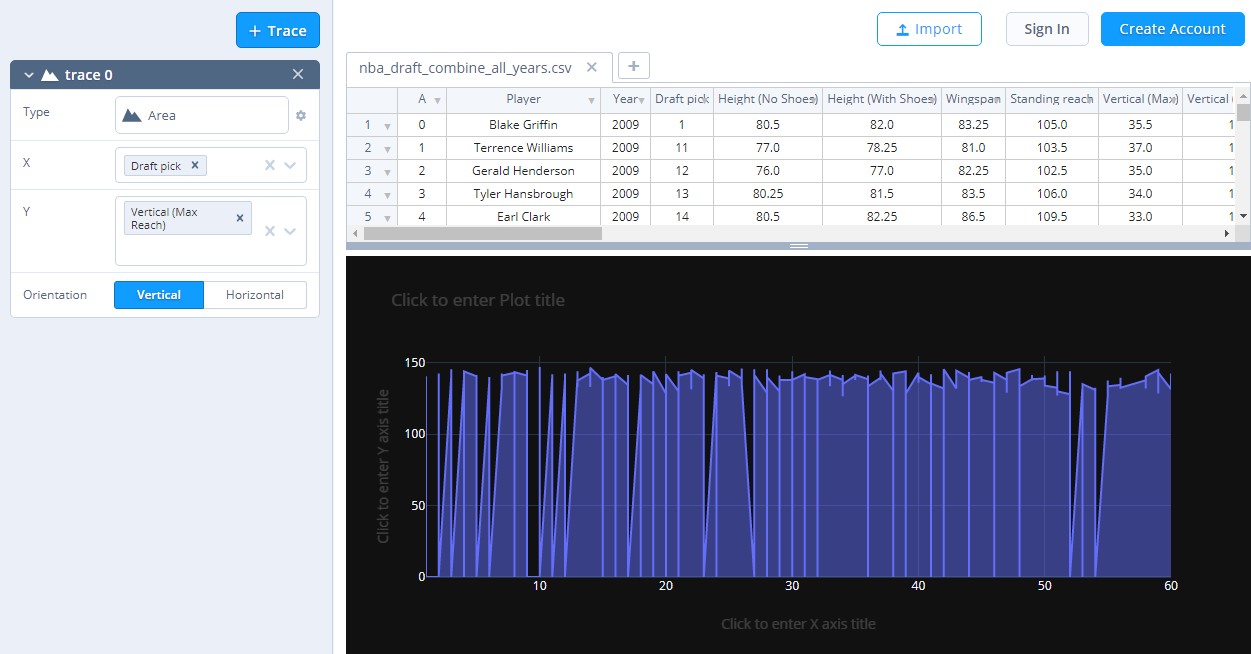 + Trace
Import
Sign In
Create Account
trace 0
nba_draft_combine_all_years.csv
+
Type
Area
X
Draft pick
Y
Vertical (Max
Reach)
Orientation
Vertical
Horizontal
A Player Year Draft pick Height (No Shoes) Height (With Shoes) Wingspan Standing reach Vertical (Max) Vertical (
1 0 Blake Griffin 2009 1 80.5 82.0 83.25 105.0 35.5 1
2 1 Terrence Williams 2009 11 77.0 78.25 81.0 103.5 37.0 1
3 2 Gerald Henderson 2009 12 76.0 77.0 82.25 102.5 35.0 1
4 3 Tyler Hansbrough 2009 13 80.25 81.5 83.5 106.0 34.0 1
5 4 Earl Clark 2009 14 80.5 82.25 86.5 109.5 33.0 1
Click to enter Plot title
150
100
50
0
Click to enter Y axis title
10 20 30 40 50 60
Click to enter X axis title